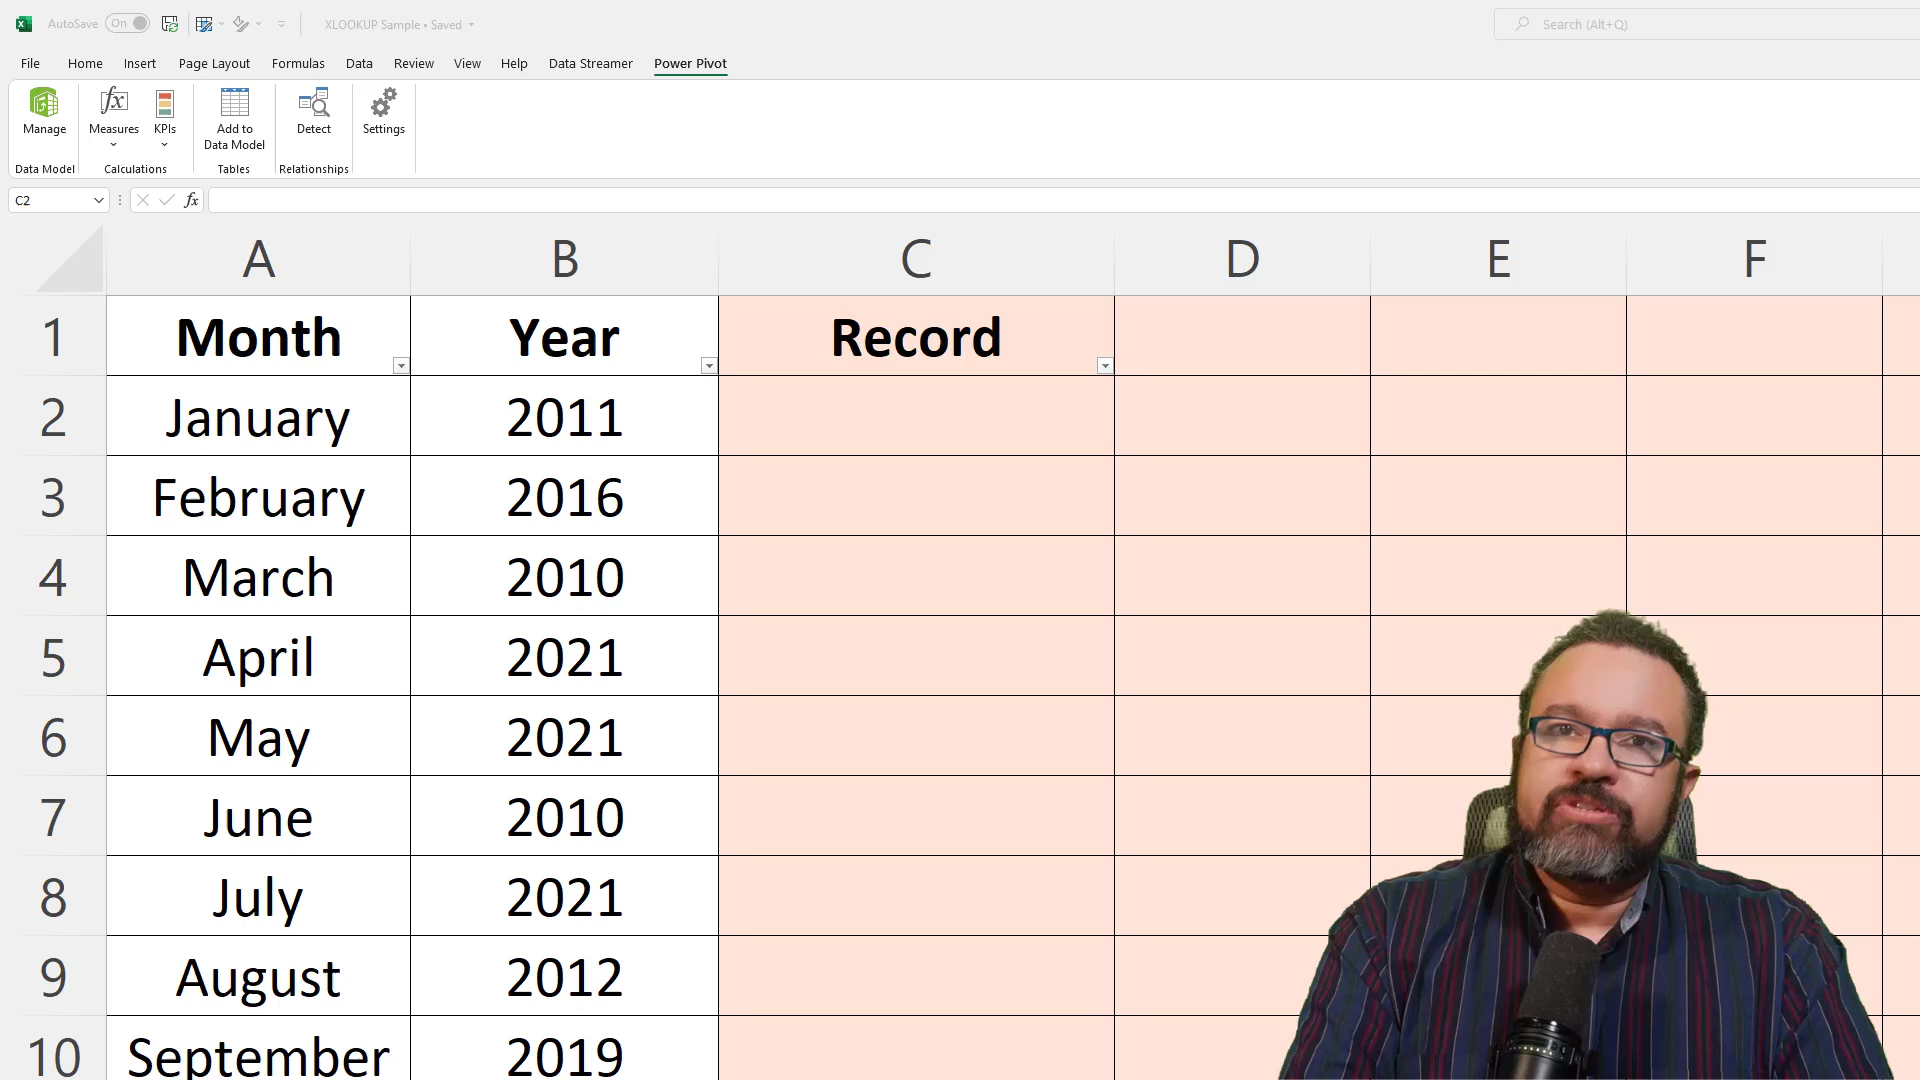 AutoSave On XLOOKUP Sample • Saved Search (Alt+Q)
File Home Insert Page Layout Formulas Data Review View Help Data Streamer Power Pivot
Manage Measures KPIs Add to Data Model Detect Settings
Data Model Calculations Tables Relationships
C2 fx
A B C D E F
1 Month Year Record
2 January 2011
3 February 2016
4 March 2010
5 April 2021
6 May 2021
7 June 2010
8 July 2021
9 August 2012
10 September 2019